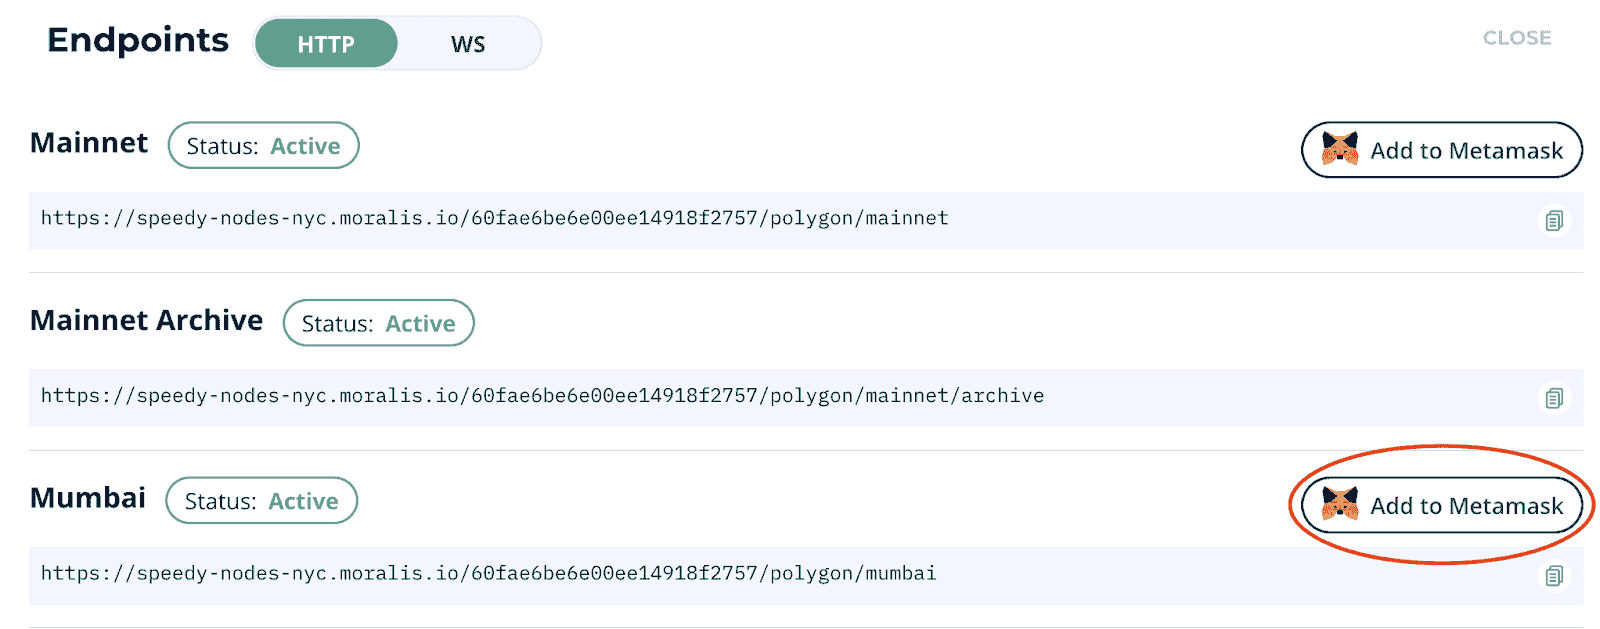 Endpoints HTTP WS CLOSE
Mainnet Status: Active Add to Metamask
https://speedy-nodes-nyc.moralis.io/60fae6be6e00ee14918f2757/polygon/mainnet
Mainnet Archive Status: Active
https://speedy-nodes-nyc.moralis.io/60fae6be6e00ee14918f2757/polygon/mainnet/archive
Mumbai Status: Active Add to Metamask
https://speedy-nodes-nyc.moralis.io/60fae6be6e00ee14918f2757/polygon/mumbai